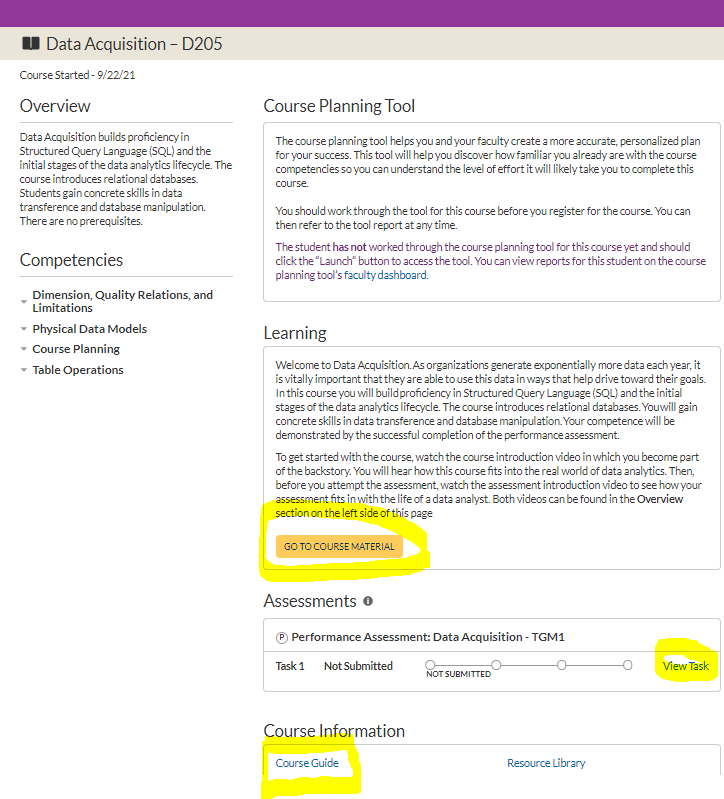 Data Acquisition – D205
Course Started - 9/22/21
Overview
Data Acquisition builds proficiency in
Structured Query Language (SQL) and the
initial stages of the data analytics lifecycle. The
course introduces relational databases.
Students gain concrete skills in data
transference and database manipulation.
There are no prerequisites.
Competencies
Dimension, Quality Relations, and
Limitations
Physical Data Models
Course Planning
Table Operations
Course Planning Tool
The course planning tool helps you and your faculty create a more accurate, personalized plan
for your success. This tool will help you discover how familiar you already are with the course
competencies so you can understand the level of effort it will likely take you to complete this
course.
You should work through the tool for this course before you register for the course. You can
then refer to the tool report at any time.
The student has not worked through the course planning tool for this course yet and should
click the “Launch” button to access the tool. You can view reports for this student on the course
planning tool's faculty dashboard.
Learning
Welcome to Data Acquisition. As organizations generate exponentially more data each year, it
is vitally important that they are able to use this data in ways that help drive toward their goals.
In this course you will build proficiency in Structured Query Language (SQL) and the initial
stages of the data analytics lifecycle. The course introduces relational databases. You will gain
concrete skills in data transference and database manipulation. Your competence will be
demonstrated by the successful completion of the performance assessment.
To get started with the course, watch the course introduction video in which you become part
of the backstory. You will hear how this course fits into the real world of data analytics. Then,
before you attempt the assessment, watch the assessment introduction video to see how your
assessment fits in with the life of a data analyst. Both videos can be found in the Overview
section on the left side of this page
GO TO COURSE MATERIAL
Assessments
P Performance Assessment: Data Acquisition - TGM1
Task 1 Not Submitted NOT SUBMITTED View Task
Course Information
Course Guide Resource Library